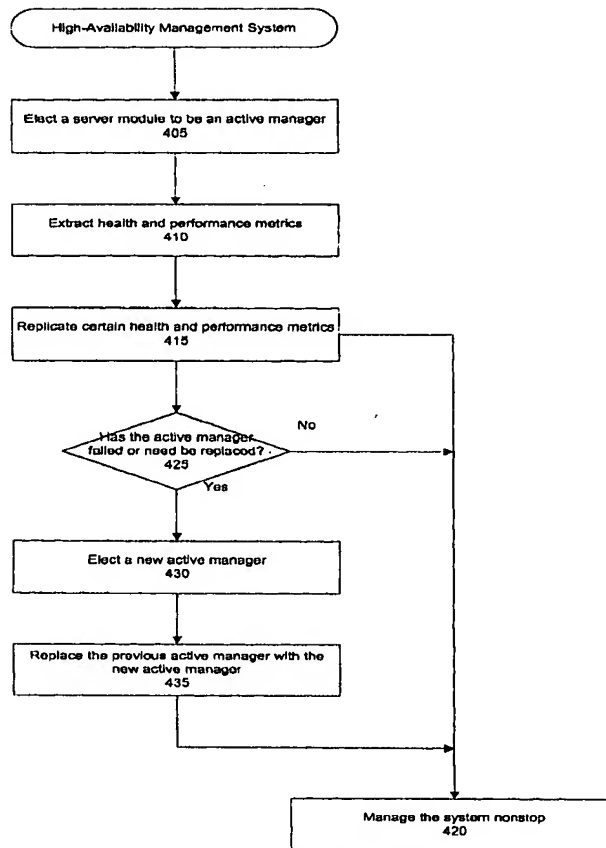 High-Availability Management System
Elect a server module to be an active manager
405
Extract health and performance metrics
410
Replicate certain health and performance metrics
415
Has the active manager
failed or need be replaced?
425
No
Yes
Elect a new active manager
430
Replace the previous active manager with the
new active manager
435
Manage the system nonstop
420